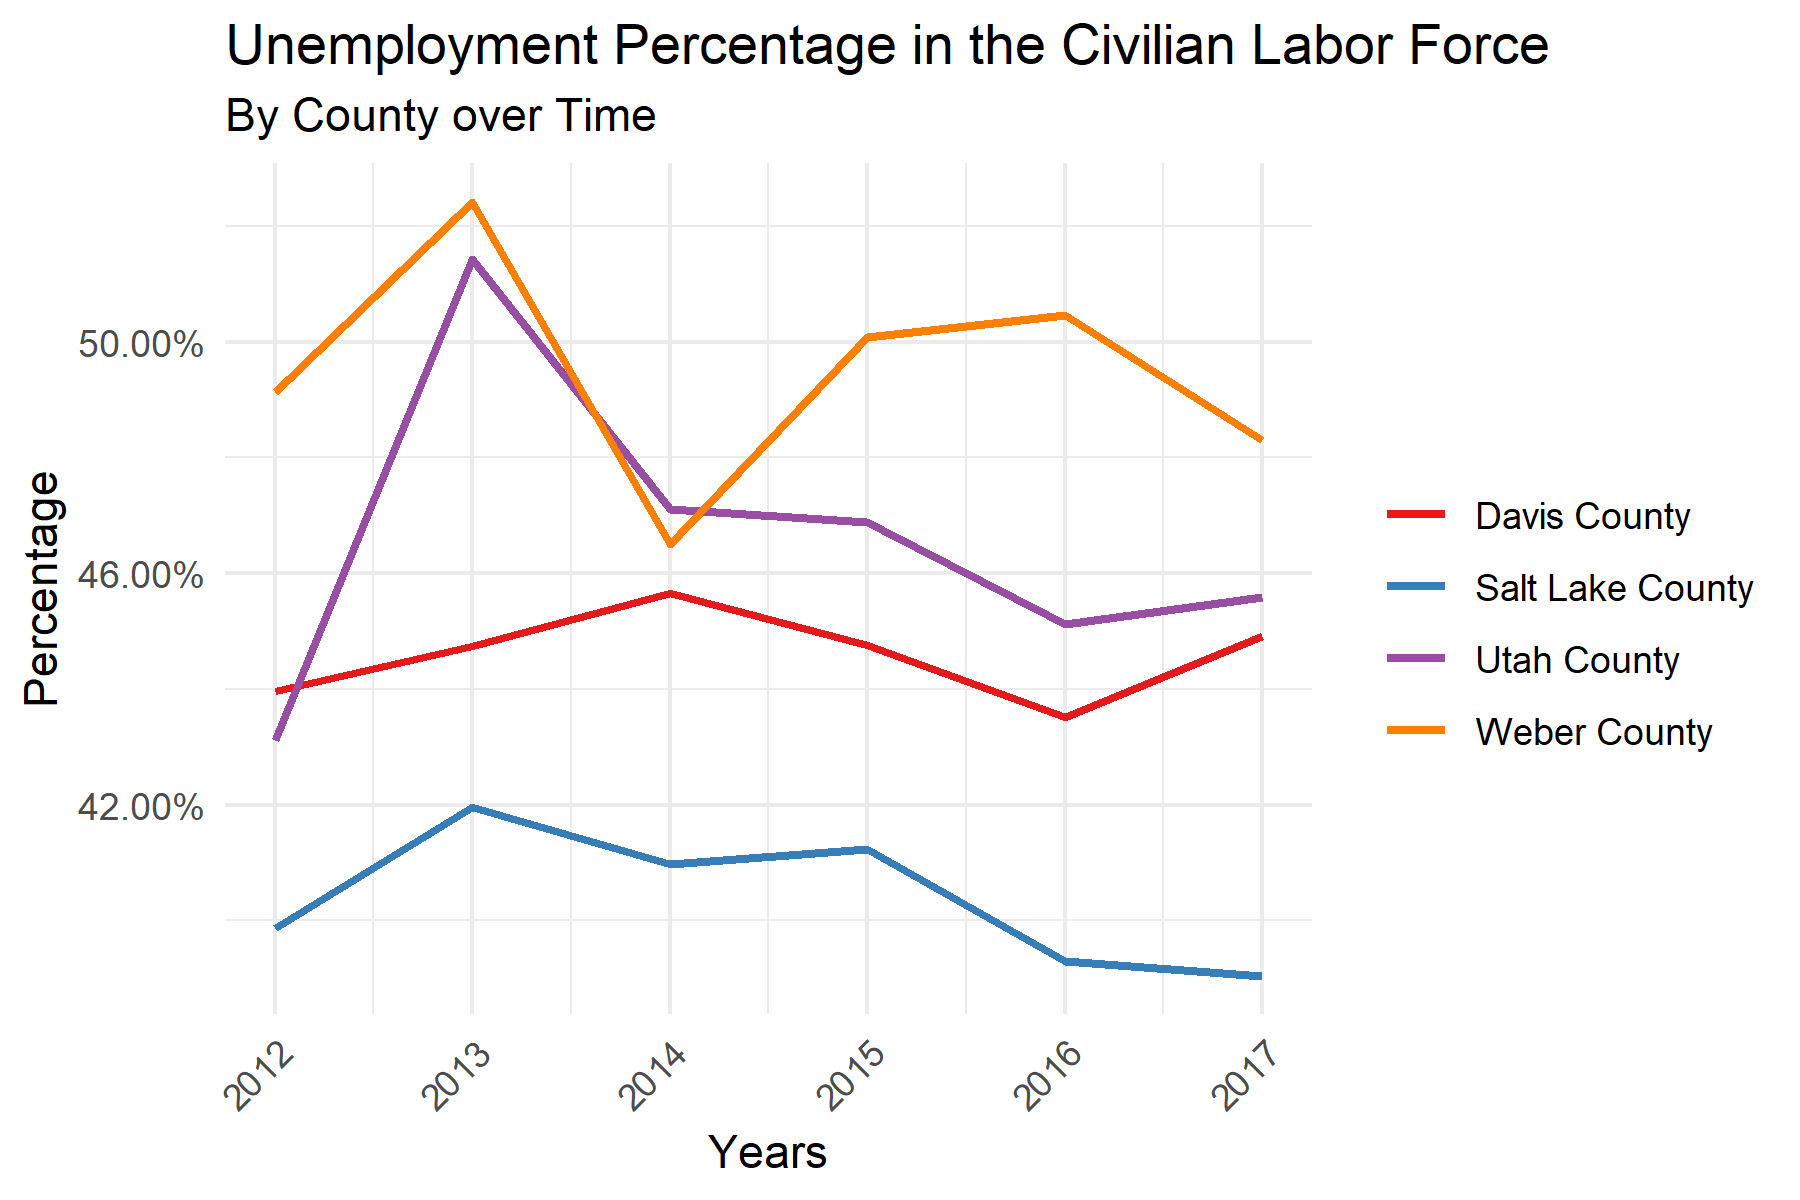 Unemployment Percentage in the Civilian Labor Force
By County over Time
Percentage
50.00%
46.00%
42.00%
2012
2013
2014
2015
2016
2017
Years
Davis County
Salt Lake County
Utah County
Weber County